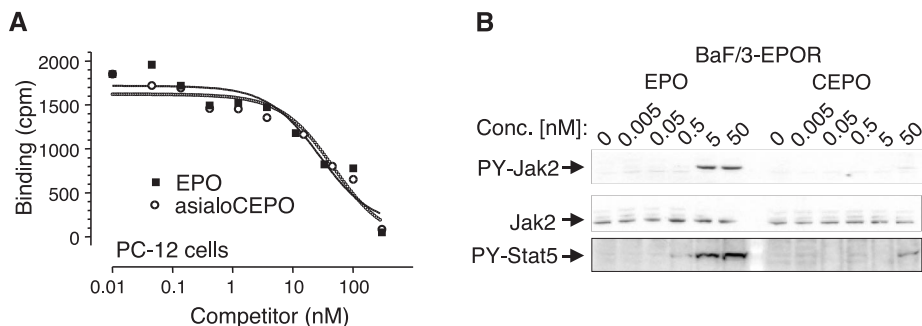 A
2000
1500
1000
500
0
Binding (cpm)
EPO
asialoCEPO
PC-12 cells
0.01 0.1 1 10 100
Competitor (nM)
B
BaF/3-EPOR
EPO CEPO
Conc. [nM]: 0 0.005 0.05 0.5 5 50 0 0.005 0.05 0.5 5 50
PY-Jak2
Jak2
PY-Stat5